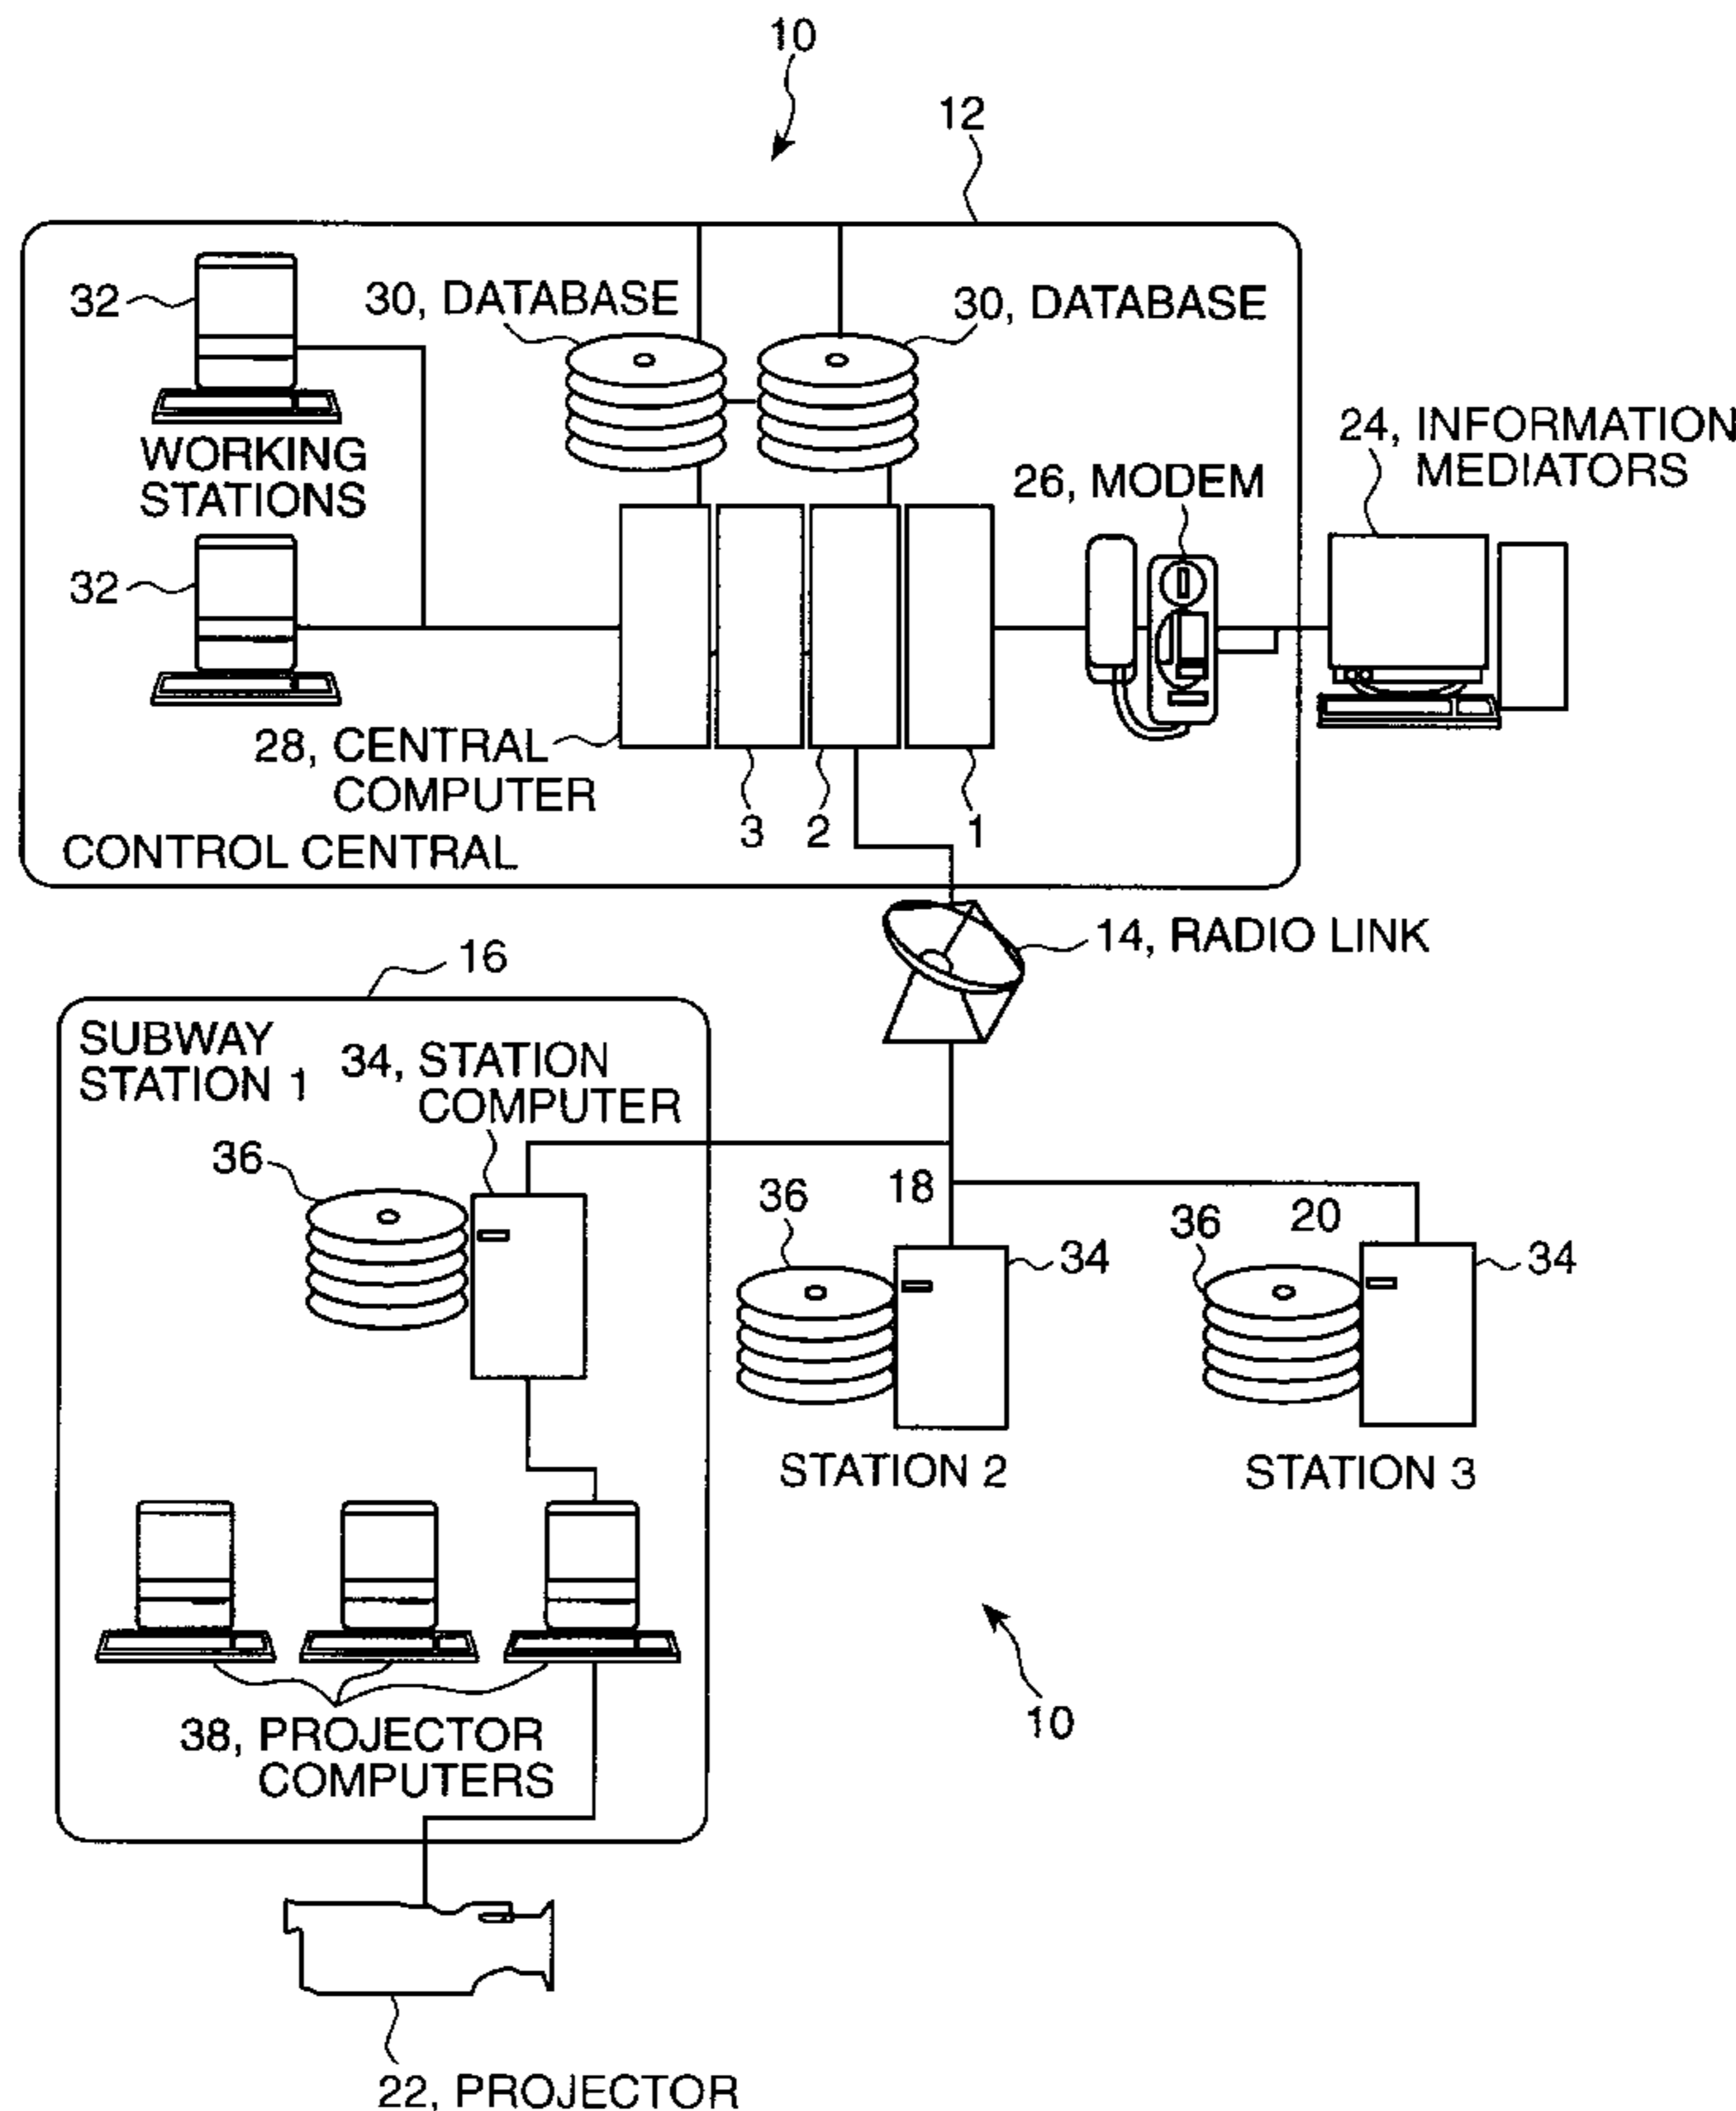 10
12
32
30, DATABASE
30, DATABASE
WORKING
STATIONS
24, INFORMATION
MEDIATORS
26, MODEM
32
28, CENTRAL
COMPUTER
3
2
1
CONTROL CENTRAL
14, RADIO LINK
16
SUBWAY
STATION 1
34, STATION
COMPUTER
36
36
18
36
20
34
34
STATION 2
STATION 3
38, PROJECTOR
COMPUTERS
10
22, PROJECTOR